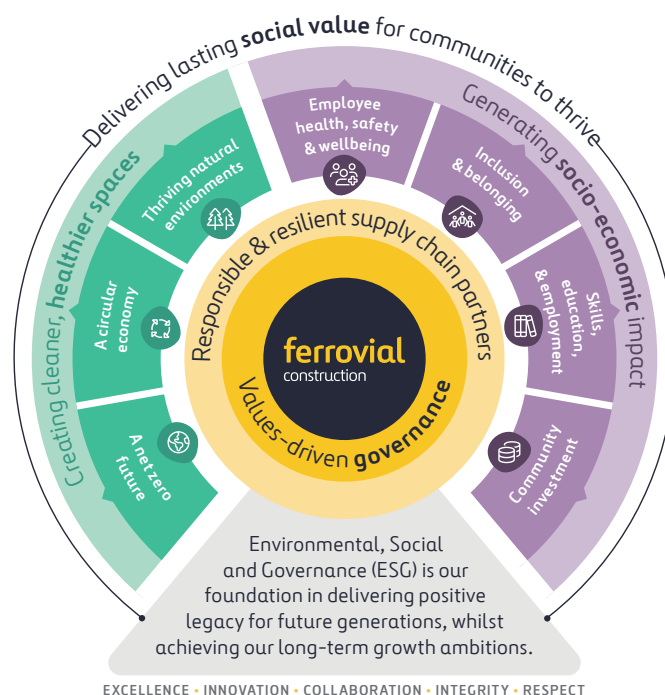 Delivering lasting social value for communities to thrive
Creating cleaner, healthier spaces
Generating socio-economic impact
A net zero
future
A circular
economy
Thriving natural
environments
Employee
health, safety
& wellbeing
Inclusion
& belonging
Skills,
education,
& employment
Community
investment
Responsible & resilient supply chain partners
ferrovial
construction
Values-driven governance
Environmental, Social
and Governance (ESG) is our
foundation in delivering positive
legacy for future generations, whilst
achieving our long-term growth ambitions.
EXCELLENCE • INNOVATION • COLLABORATION • INTEGRITY • RESPECT